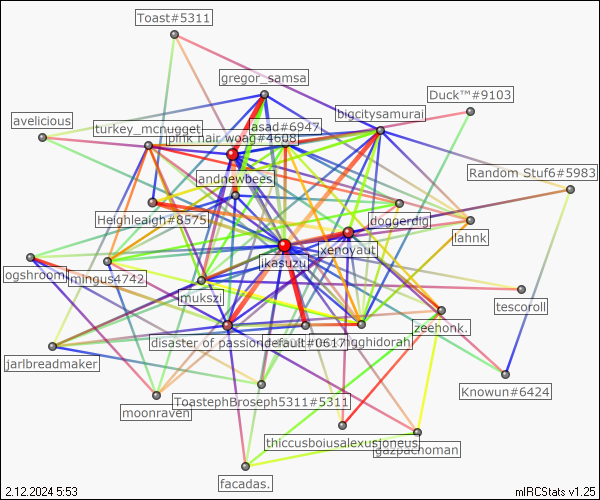 Toast#5311
gregor_samsa
Duck™#9103
bigcitysamurai
avelicious
asad#6947
turkey_mcnugget
pink hair woag#4698
Random Stuf6#5983
andnewbees
Heighleigh#8575
doggerdig
lahnk
xenoyaut
ikasuzu
ogshroom
mingus4742
mukszi
tescoroll
zeehonk.
disaster of passion
default#0617
ngghidorah
jarlbreadmaker
Knowun#6424
ToastephBroseph5311#5311
moonraven
thiccusboiusalexusjoneus
gazpachoman
facadas.
2.12.2024 5:53
mIRCStats v1.25